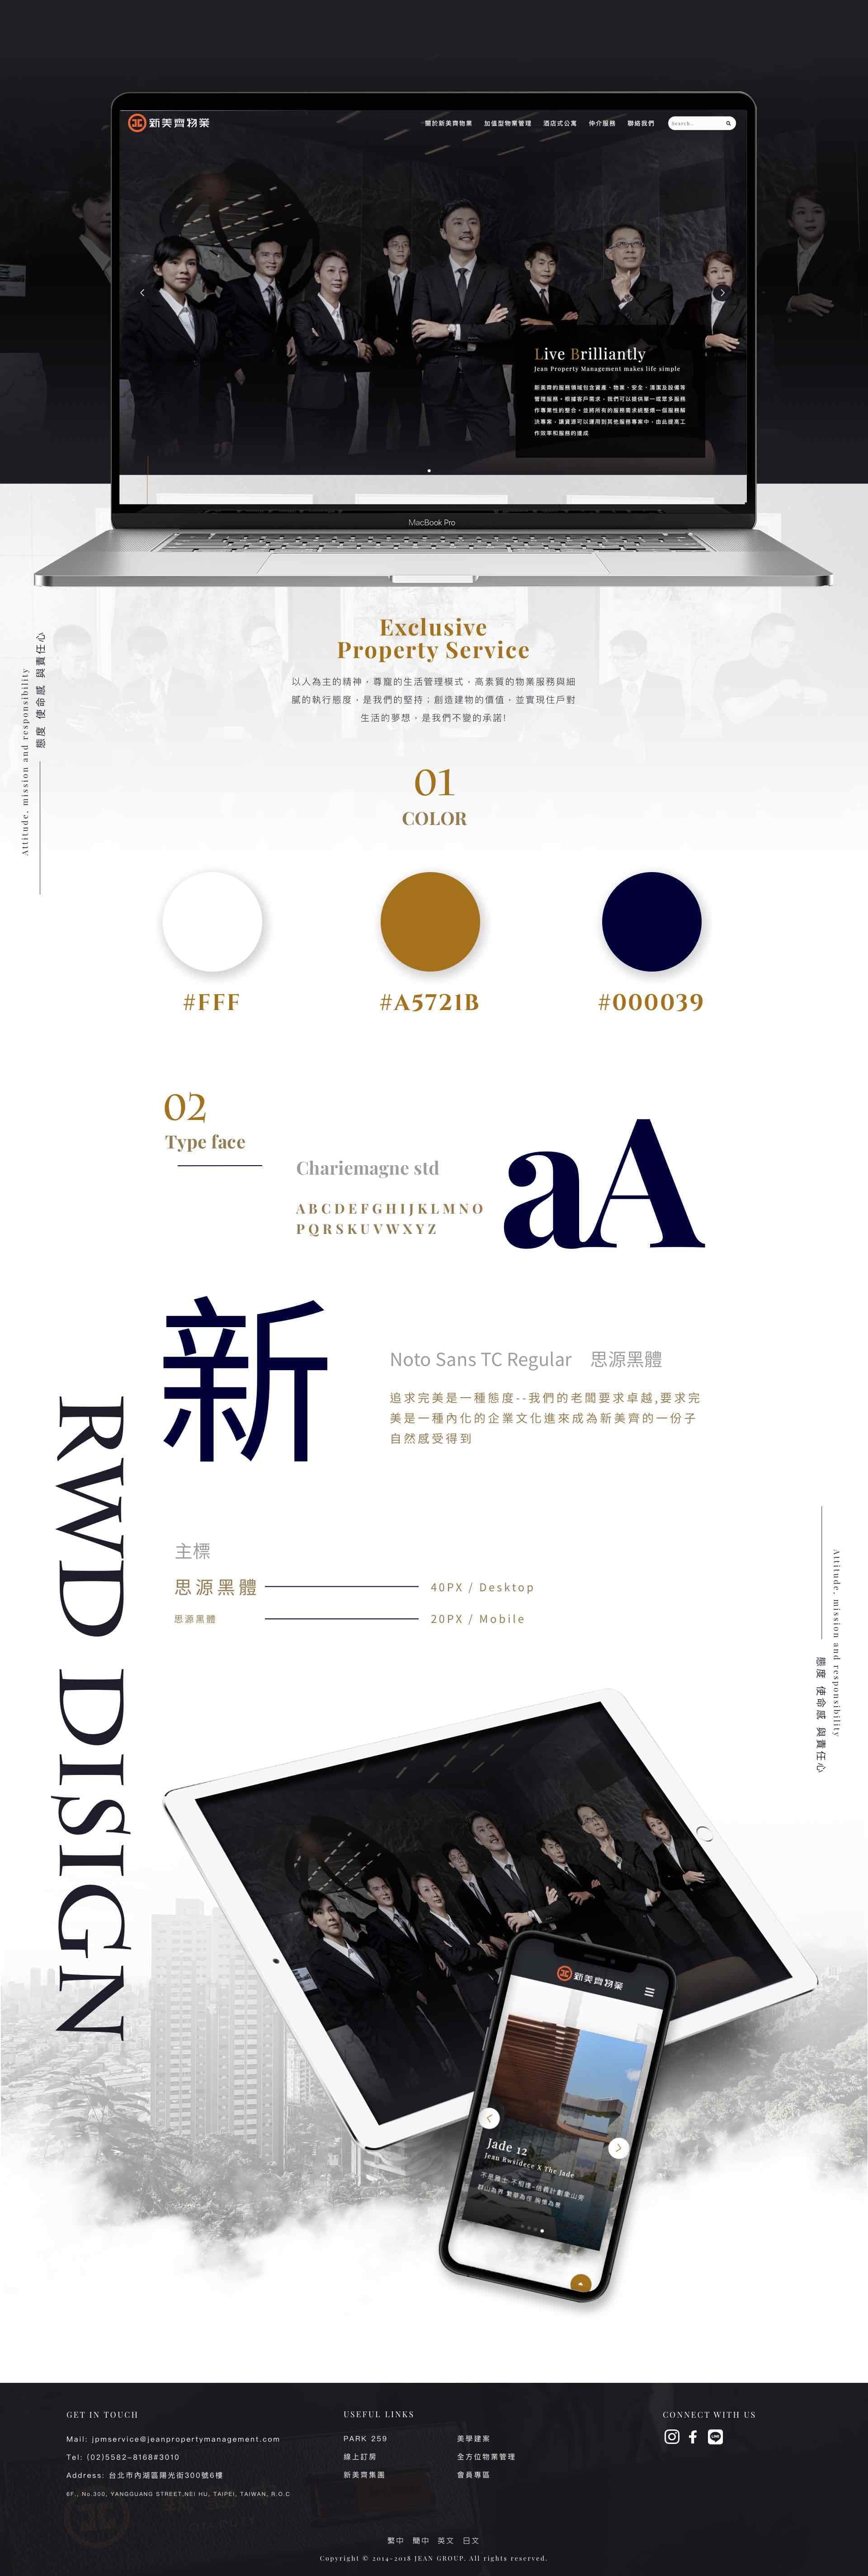 新美齊物業
關於新美齊物業 加值型物業管理 酒店式公寓 仲介服務 聯絡我們 Search..
Live Brilliantly
Jean Property Management makes life simple
新美齊的服務領域包含資產、物業、安全、清潔及設備等
管理服務。根據客戶需求，我們可以提供單一或眾多服務
作專業性的整合。並將所有的服務需求統整爲一個服務解
決專案，讓資源可以運用到其他服務專案中，由此提高工
作效率和服務的達成
MacBook Pro
Exclusive
Property Service
以人為主的精神，尊寵的生活管理模式，高素質的物業服務與細
膩的執行態度，是我們的堅持；創造建物的價值，並實現住戶對
生活的夢想，是我們不變的承諾!
Attitude, mission and responsibility
態度 使命感 與責任心
01
COLOR
#FFF
#A5721B
#000039
02
Type face
Chariemagne std
ABCDEFGHIJKLMNO
PQRSKUVWXYZ
aA
新
Noto Sans TC Regular 思源黑體
追求完美是一種態度--我們的老闆要求卓越,要求完
美是一種內化的企業文化進來成為新美齊的一份子
自然感受得到
RWD DISIGN
主標
思源黑體 40PX / Desktop
思源黑體 20PX / Mobile
Attitude, mission and responsibility
態度 使命感 與責任心
新美齊物業
Jade 12
Jean Rwsidece X The Jade
不是富士 不相逢-信義計劃象山旁
群山為界 繁華為徑 胸懷為景
GET IN TOUCH
Mail: jpmservice@jeanpropertymanagement.com
Tel: (02)5582-8168#3010
Address: 台北市內湖區陽光街300號6樓
6F., No.300, YANGGUANG STREET,NEI HU, TAIPEI, TAIWAN, R.O.C
USEFUL LINKS
PARK 259 美學建案
線上訂房 全方位物業管理
新美齊集團 會員專區
CONNECT WITH US
LINE
繁中 簡中 英文 日文
Copyright © 2014-2018 JEAN GROUP. All rights reserved.